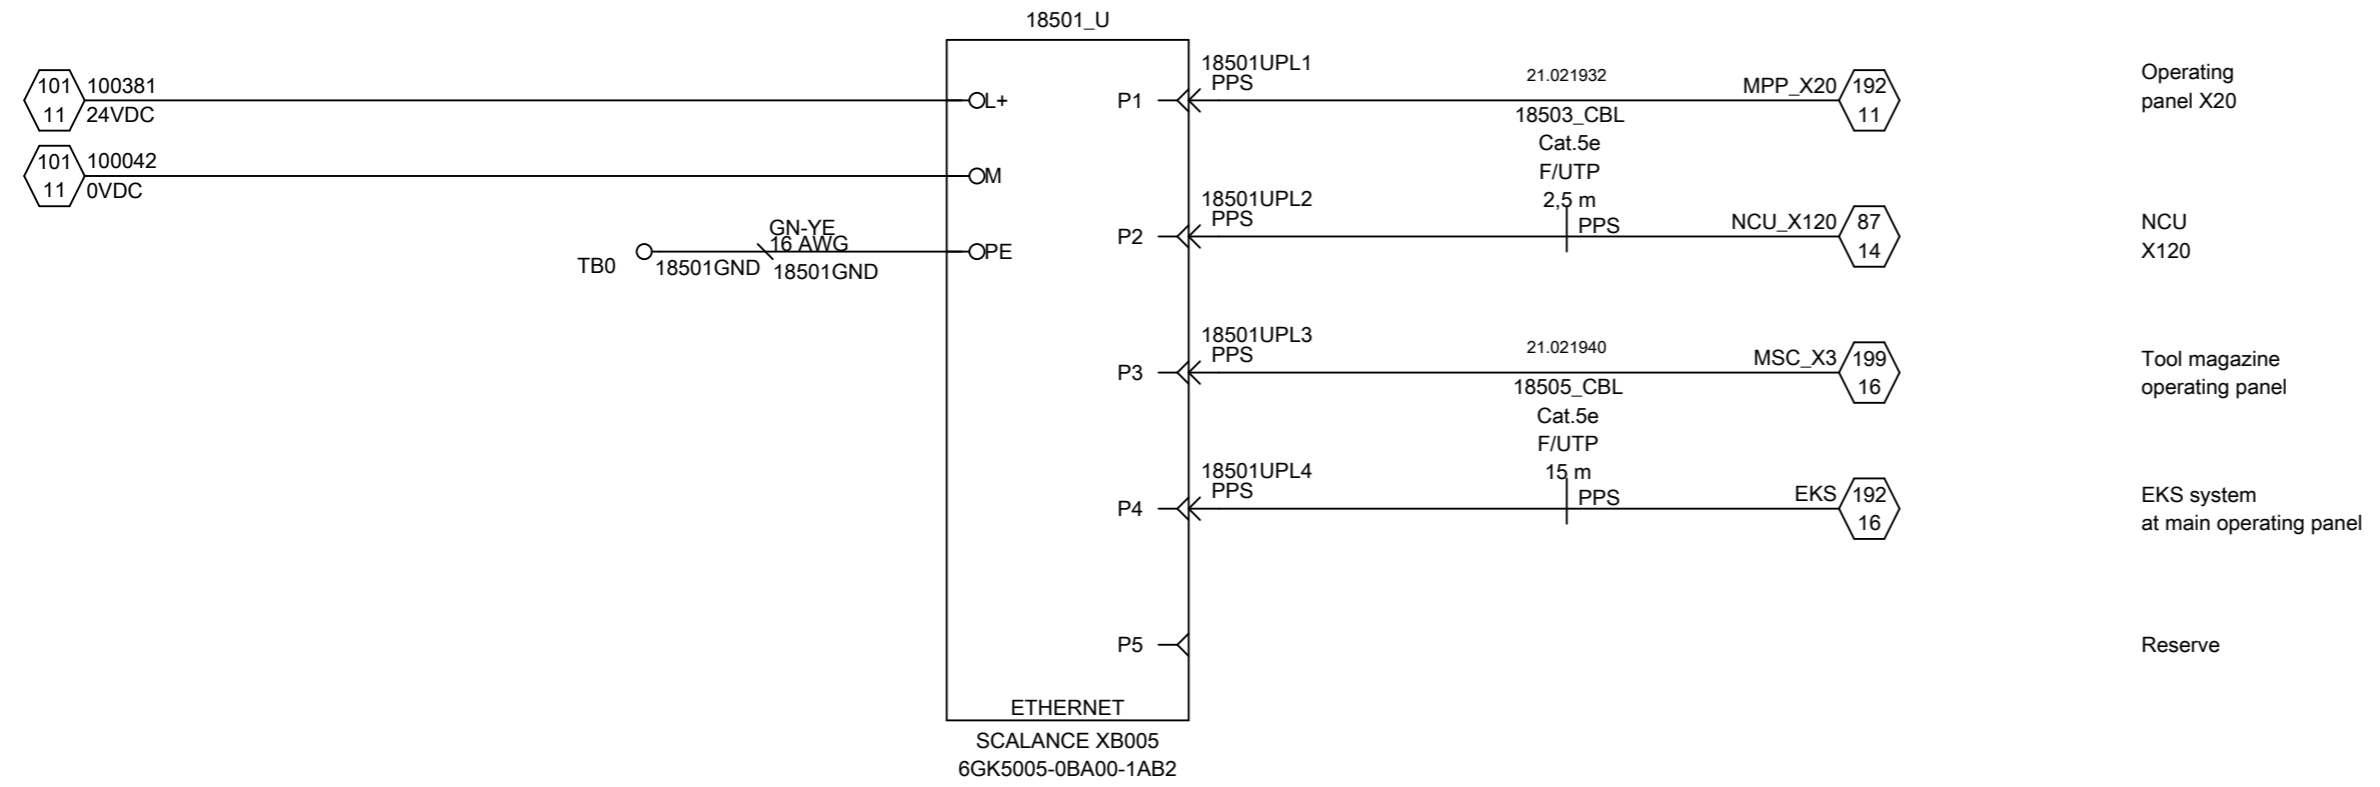 18501_U
101 100381
11 24VDC
101 100042
11 0VDC
GN-YE
16 AWG
TB0 18501GND 18501GND
L+
M
PE
P1
18501UPL1
PPS
21.021932
MPP_X20
192
11
Operating
panel X20
18503_CBL
Cat.5e
F/UTP
2,5 m
P2
18501UPL2
PPS
PPS
NCU_X120
87
14
NCU
X120
P3
18501UPL3
PPS
21.021940
MSC_X3
199
16
Tool magazine
operating panel
18505_CBL
Cat.5e
F/UTP
15 m
P4
18501UPL4
PPS
PPS
EKS
192
16
EKS system
at main operating panel
P5
Reserve
ETHERNET
SCALANCE XB005
6GK5005-0BA00-1AB2